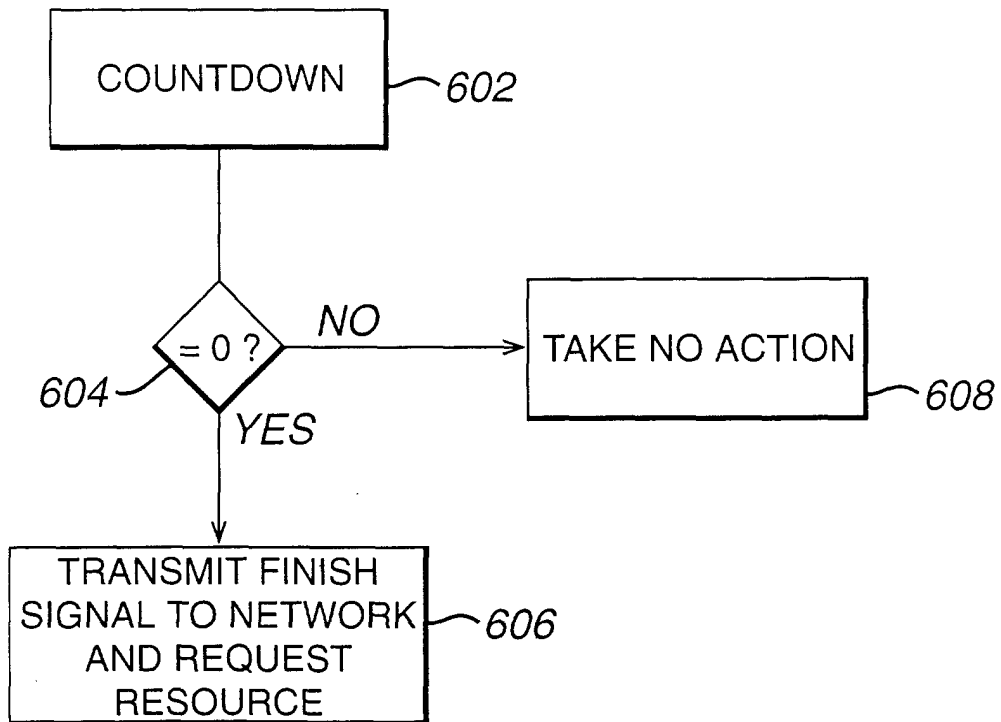 COUNTDOWN
602
= 0 ?
NO
604
YES
TAKE NO ACTION
608
TRANSMIT FINISH
SIGNAL TO NETWORK
AND REQUEST
RESOURCE
606